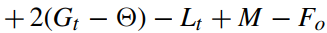 + 2(G_t − Θ) − L_t + M − F_o